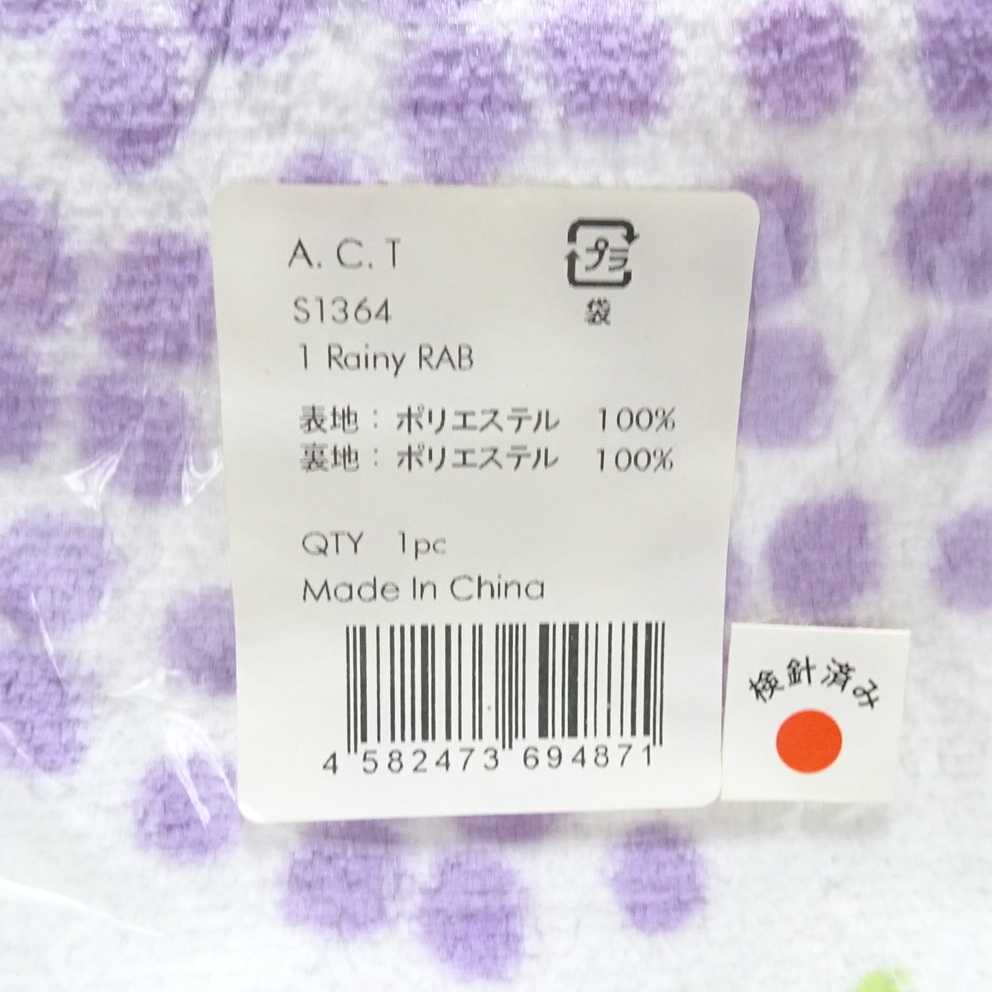 A. C. T
プラ
袋
S1364
1 Rainy RAB
表地：ポリエステル 100%
裏地：ポリエステル 100%
QTY 1pc
Made In China
4 582473 694871
検針済み